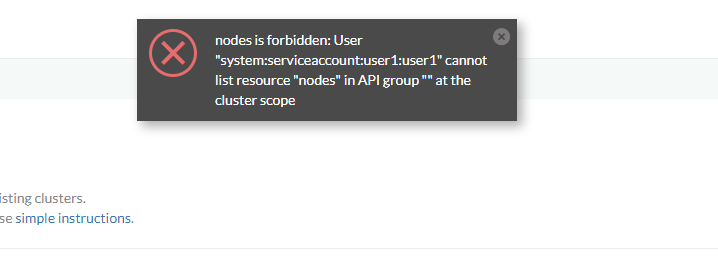 nodes is forbidden: User
"system:serviceaccount:user1:user1" cannot
list resource "nodes" in API group "" at the
cluster scope
isting clusters.
se simple instructions.